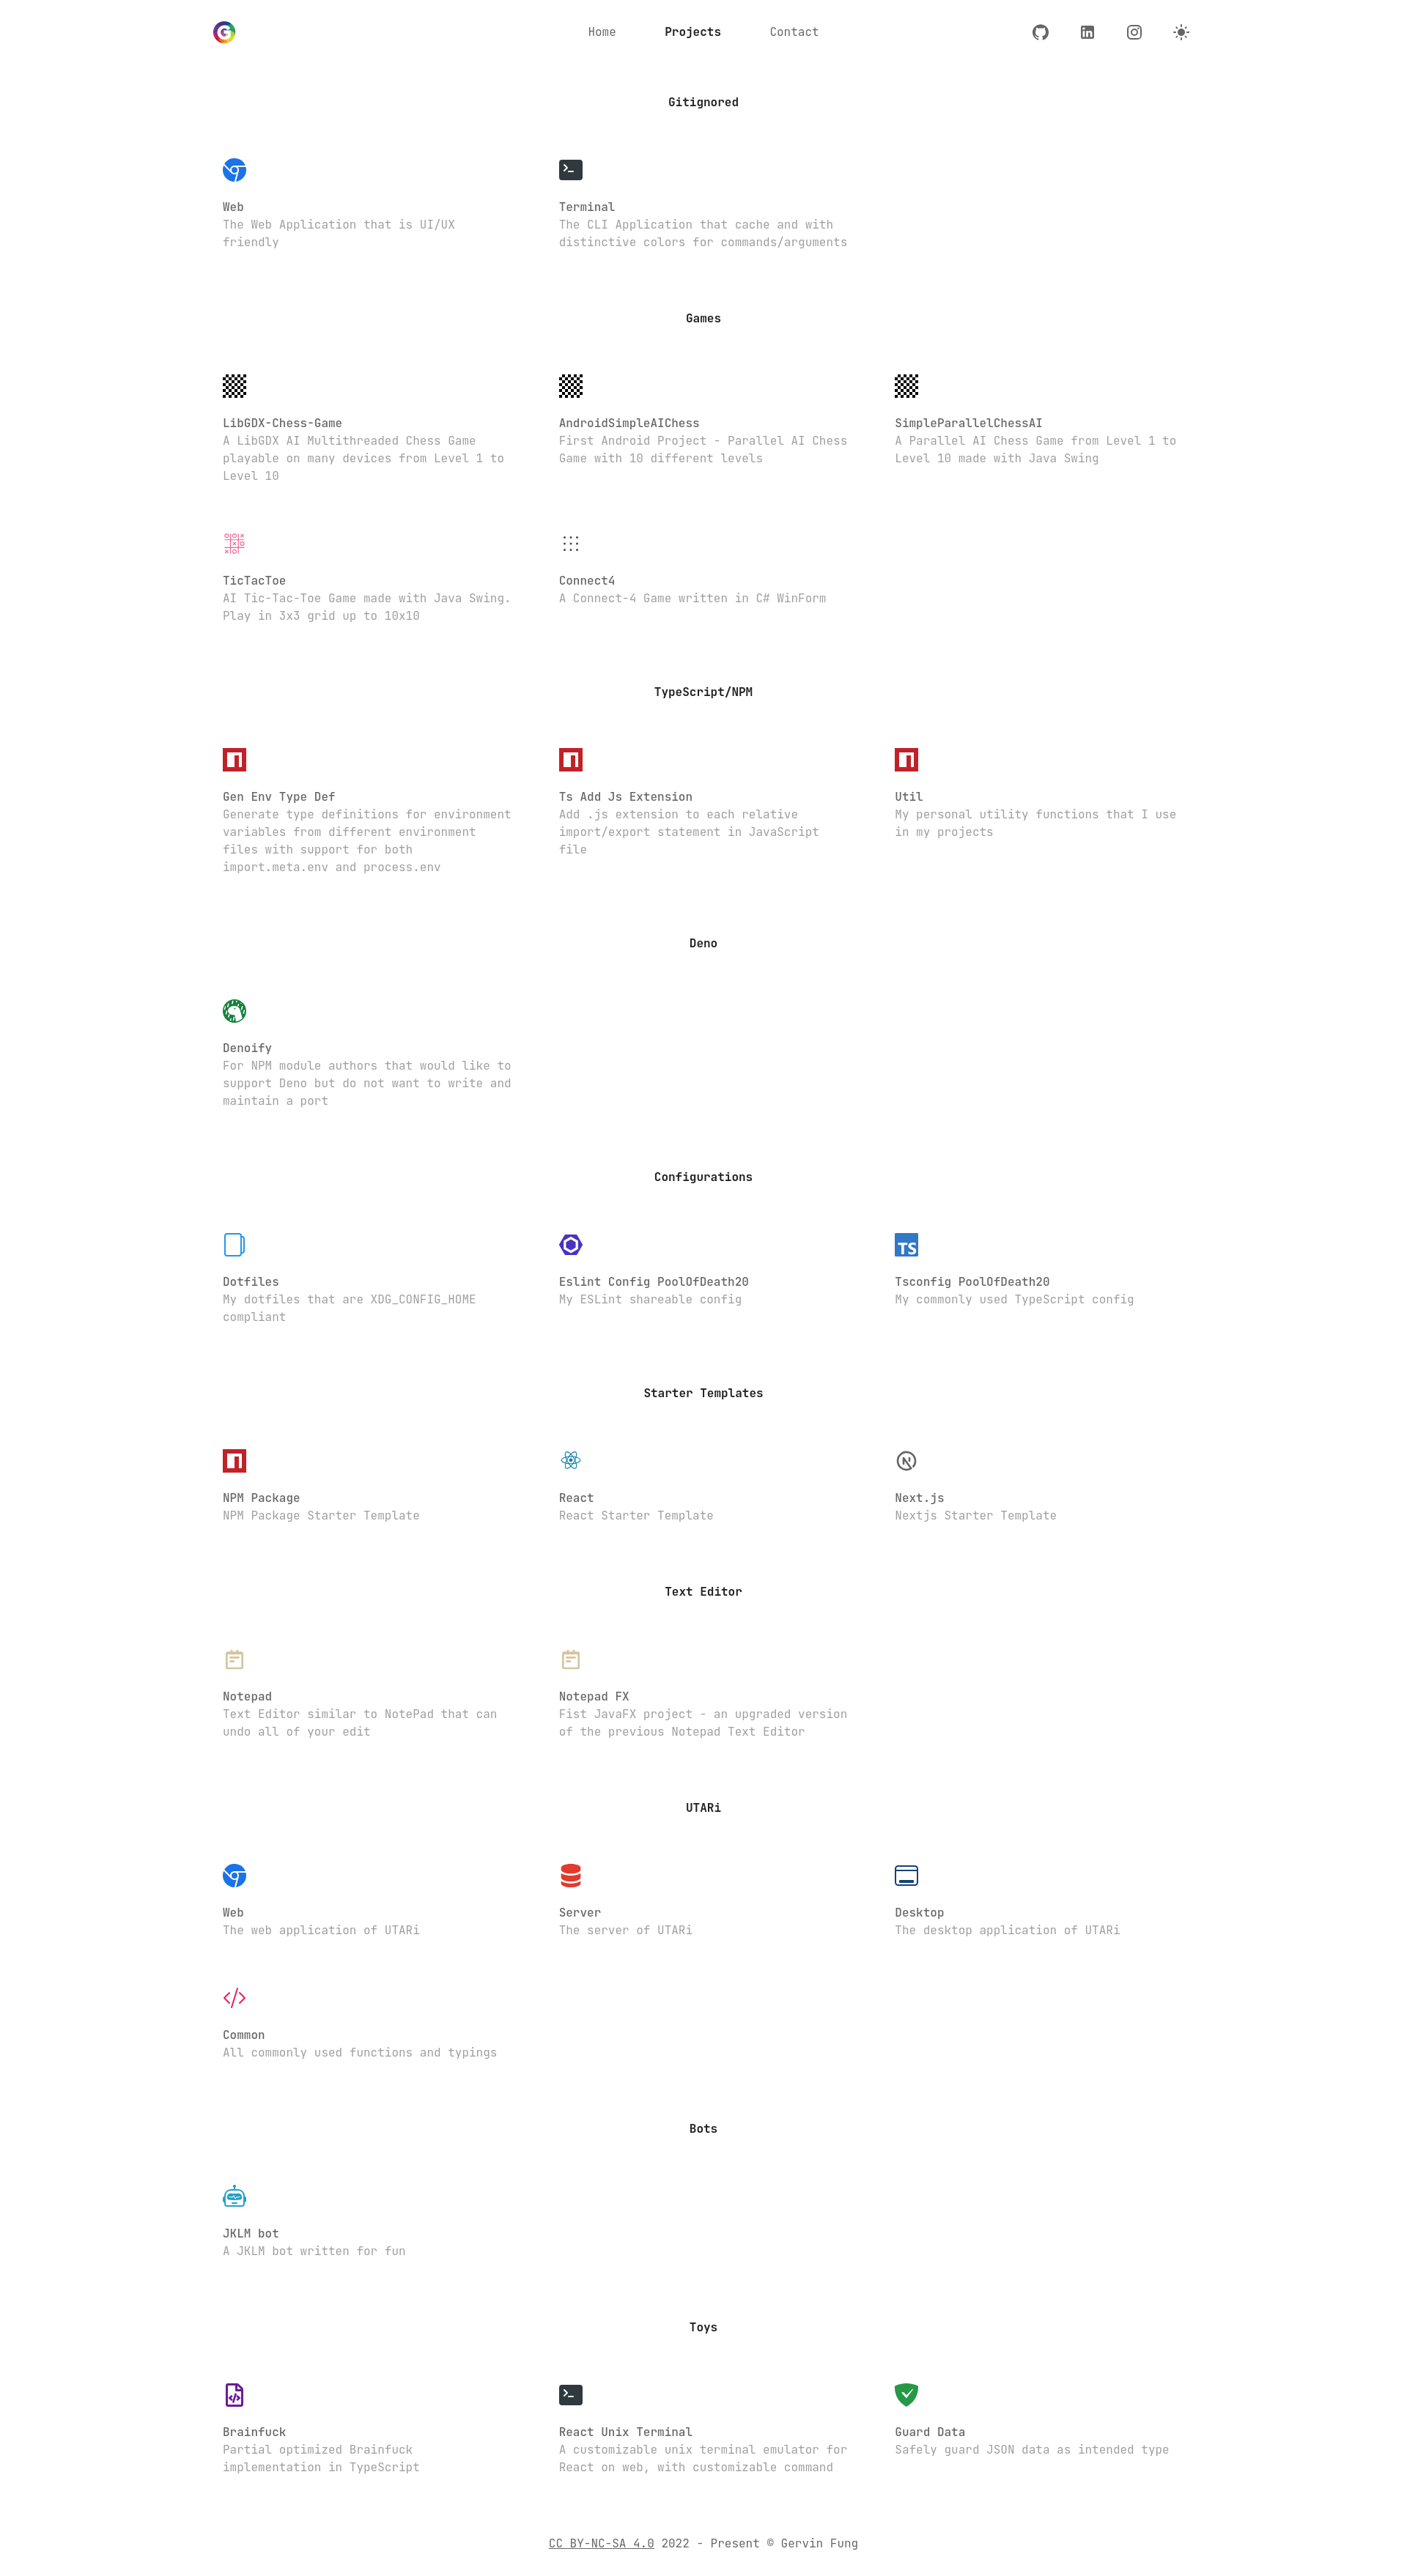 Home Projects Contact
Gitignored
Web
The Web Application that is UI/UX
friendly
Terminal
The CLI Application that cache and with
distinctive colors for commands/arguments
Games
LibGDX-Chess-Game
A LibGDX AI Multithreaded Chess Game
playable on many devices from Level 1 to
Level 10
AndroidSimpleAIChess
First Android Project - Parallel AI Chess
Game with 10 different levels
SimpleParallelChessAI
A Parallel AI Chess Game from Level 1 to
Level 10 made with Java Swing
TicTacToe
AI Tic-Tac-Toe Game made with Java Swing.
Play in 3x3 grid up to 10x10
Connect4
A Connect-4 Game written in C# WinForm
TypeScript/NPM
Gen Env Type Def
Generate type definitions for environment
variables from different environment
files with support for both
import.meta.env and process.env
Ts Add Js Extension
Add .js extension to each relative
import/export statement in JavaScript
file
Util
My personal utility functions that I use
in my projects
Deno
Denoify
For NPM module authors that would like to
support Deno but do not want to write and
maintain a port
Configurations
Dotfiles
My dotfiles that are XDG_CONFIG_HOME
compliant
Eslint Config PoolOfDeath20
My ESLint shareable config
TS
Tsconfig PoolOfDeath20
My commonly used TypeScript config
Starter Templates
NPM Package
NPM Package Starter Template
React
React Starter Template
Next.js
Nextjs Starter Template
Text Editor
Notepad
Text Editor similar to NotePad that can
undo all of your edit
Notepad FX
Fist JavaFX project - an upgraded version
of the previous Notepad Text Editor
UTARi
Web
The web application of UTARi
Server
The server of UTARi
Desktop
The desktop application of UTARi
Common
All commonly used functions and typings
Bots
JKLM bot
A JKLM bot written for fun
Toys
Brainfuck
Partial optimized Brainfuck
implementation in TypeScript
React Unix Terminal
A customizable unix terminal emulator for
React on web, with customizable command
Guard Data
Safely guard JSON data as intended type
CC BY-NC-SA 4.0 2022 - Present © Gervin Fung